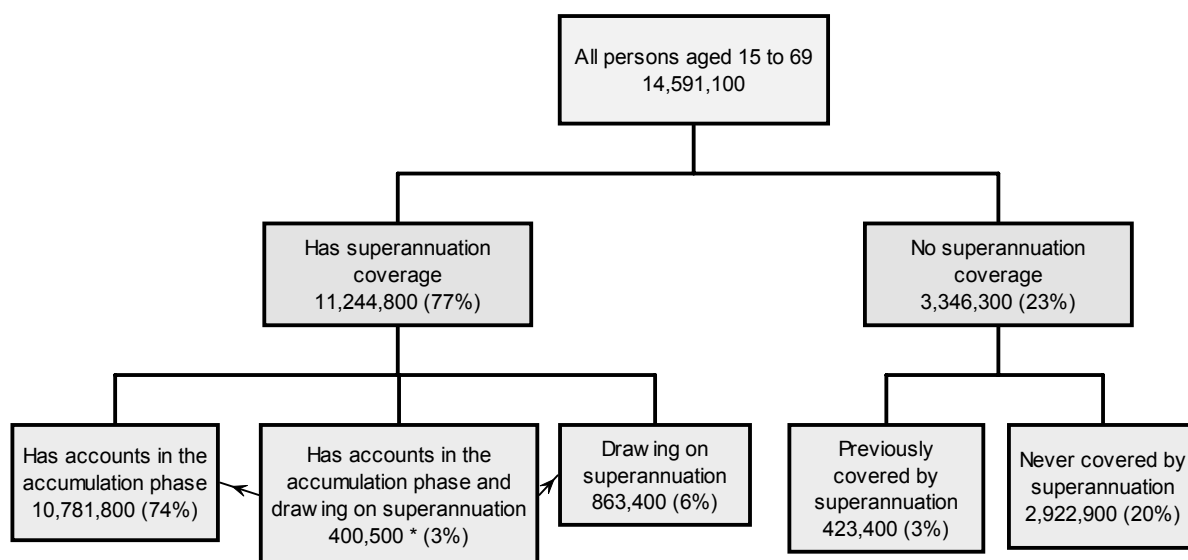 All persons aged 15 to 69
14,591,100
Has superannuation
coverage
11,244,800 (77%)
No superannuation
coverage
3,346,300 (23%)
Has accounts in the
accumulation phase
10,781,800 (74%)
Has accounts in the
accumulation phase and
drawing on superannuation
400,500 * (3%)
Drawing on
superannuation
863,400 (6%)
Previously
covered by
superannuation
423,400 (3%)
Never covered by
superannuation
2,922,900 (20%)